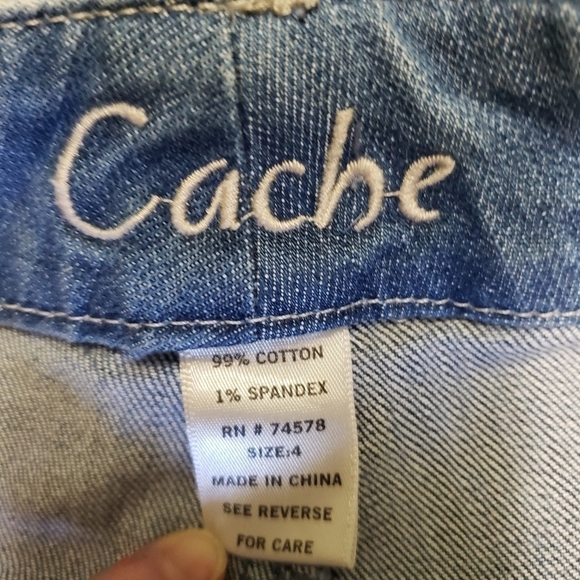 Cache
99% COTTON
1% SPANDEX
RN # 74578
SIZE:4
MADE IN CHINA
SEE REVERSE
FOR CARE